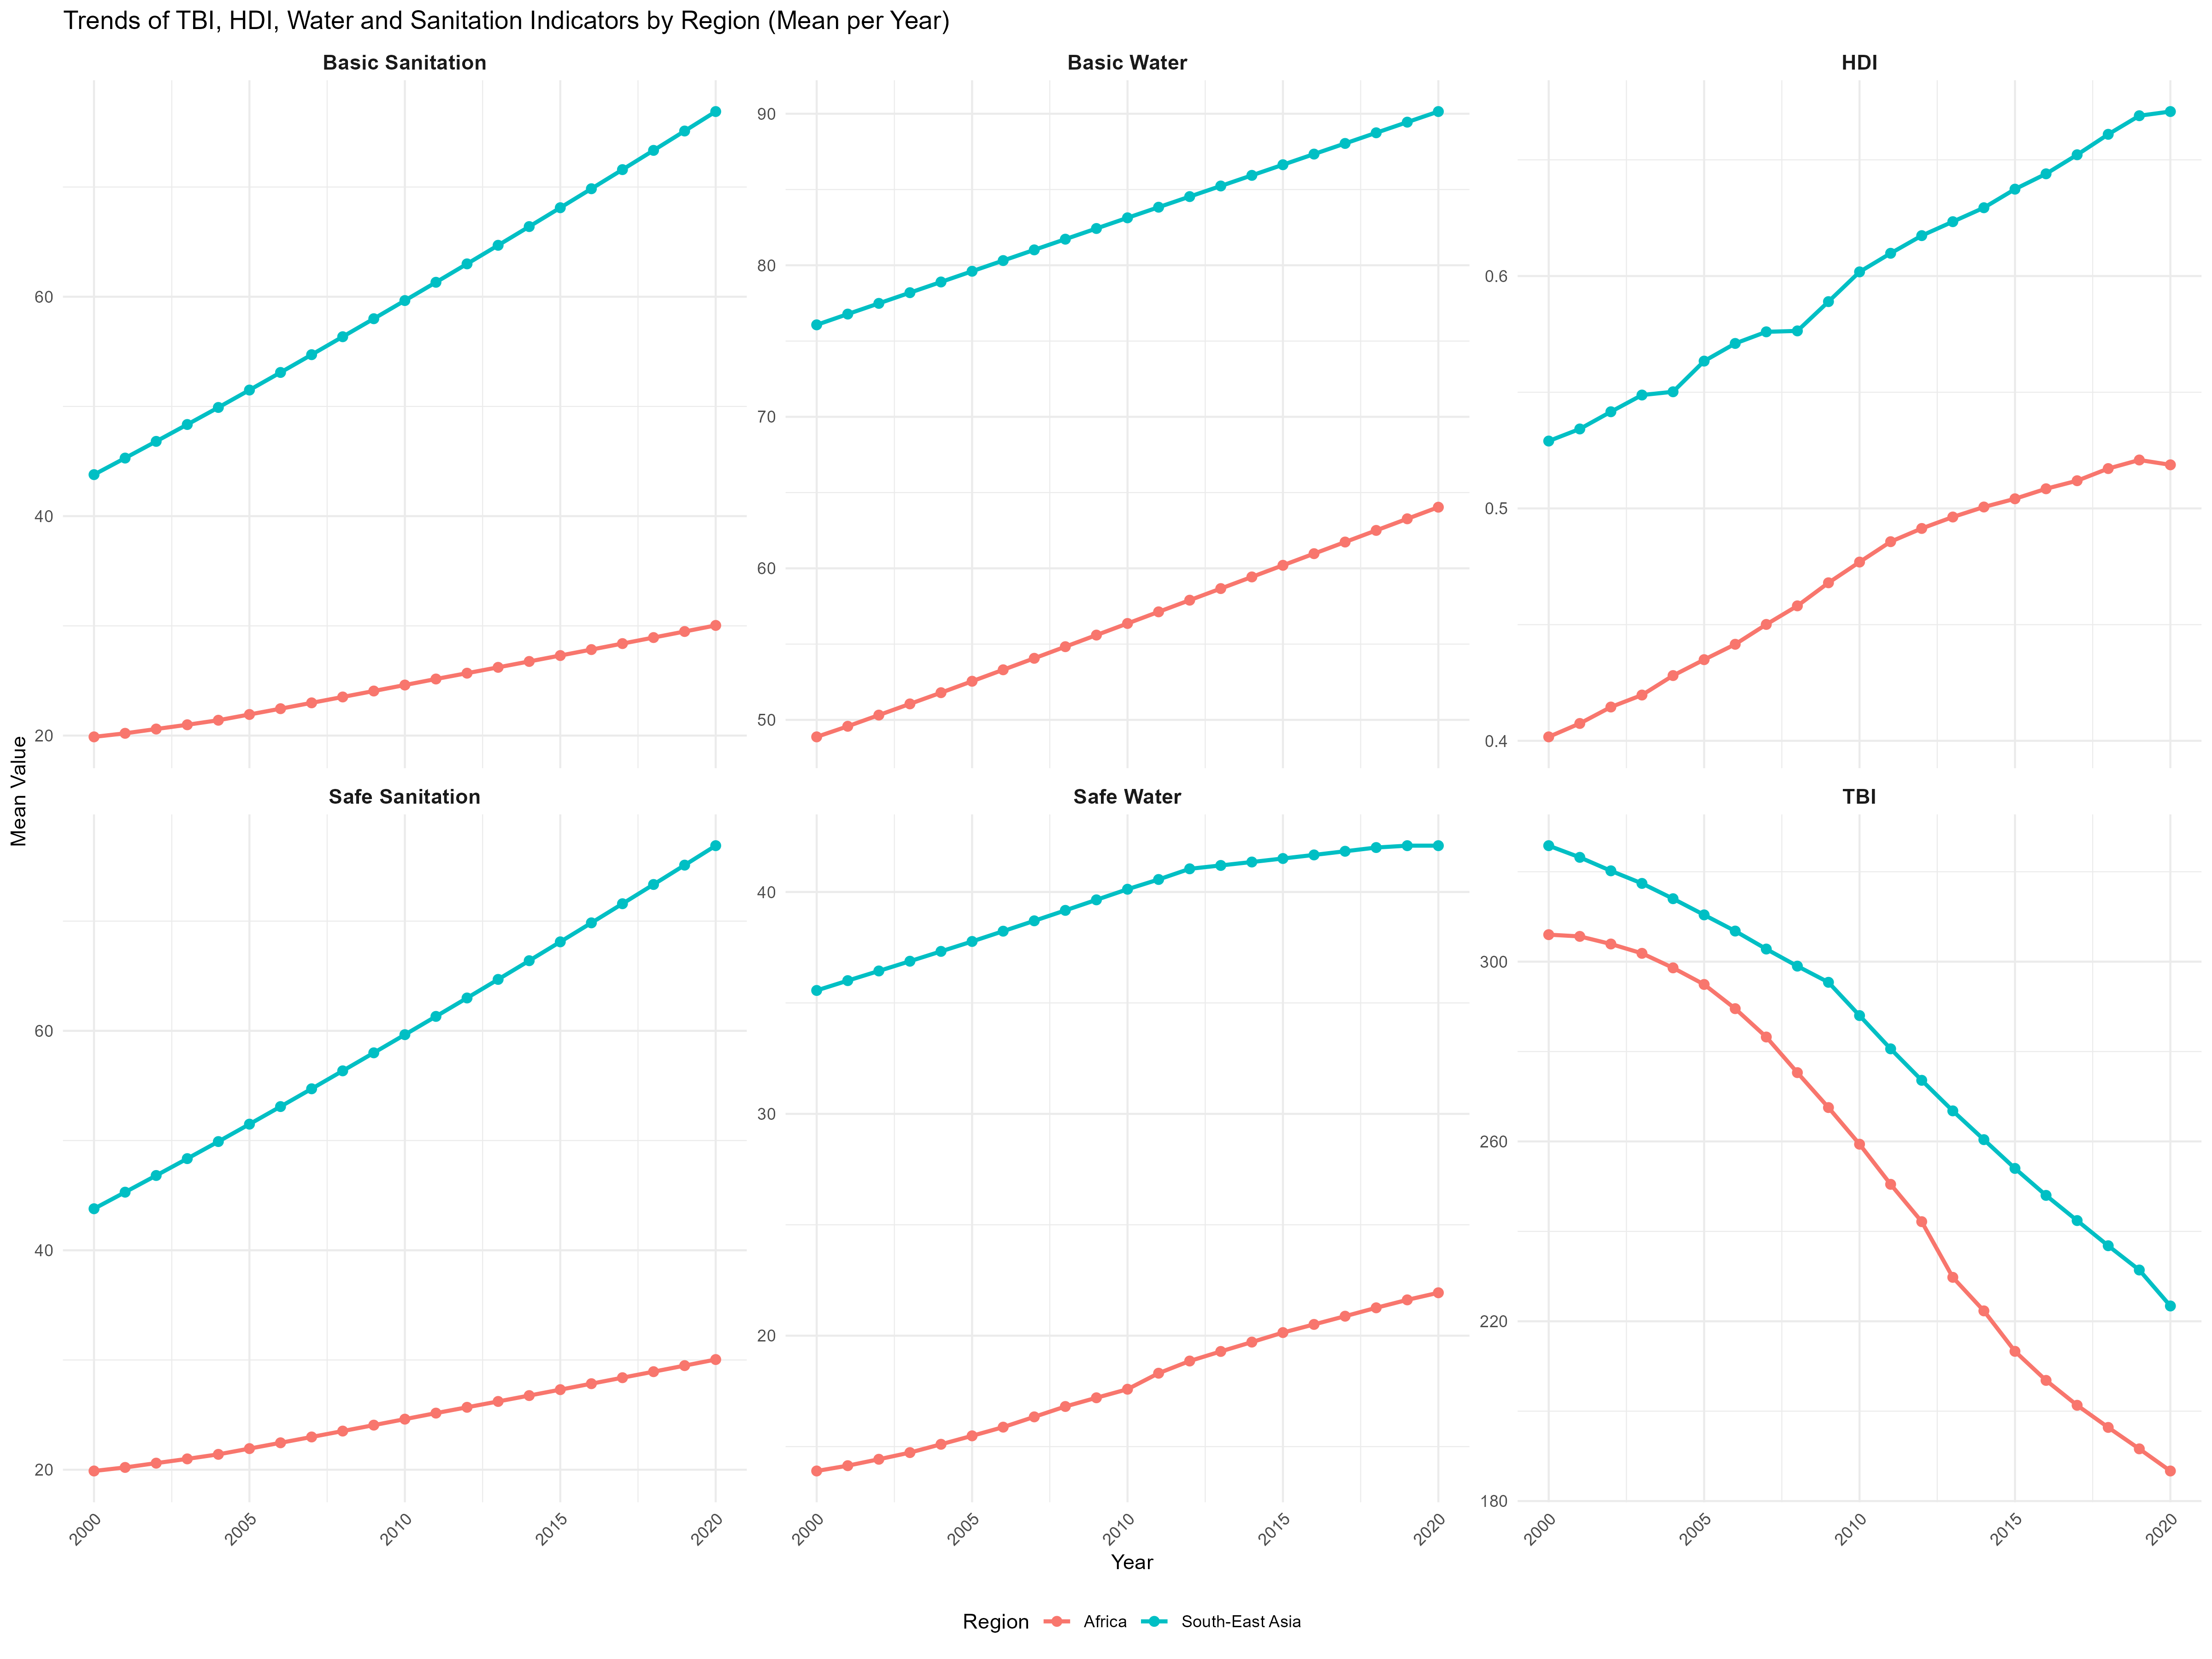 Trends of TBI, HDI, Water and Sanitation Indicators by Region (Mean per Year)
Basic Sanitation
Basic Water
HDI
60
40
20
90
80
70
60
50
0.6
0.5
0.4
Mean Value
Safe Sanitation
Safe Water
TBI
60
40
20
40
30
20
300
260
220
180
2000 2005 2010 2015 2020
2000 2005 2010 2015 2020
2000 2005 2010 2015 2020
Year
Region Africa South-East Asia